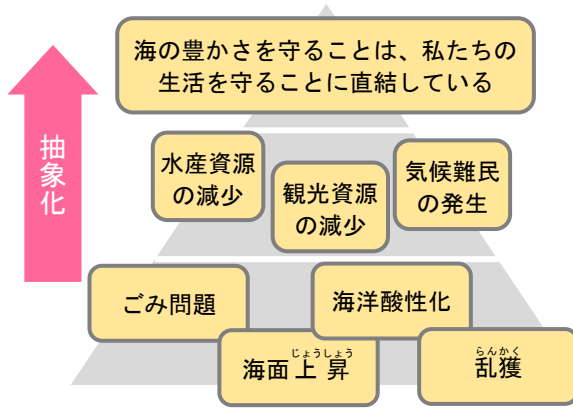 海の豊かさを守ることは、私たちの
生活を守ることに直結している
抽象化
水産資源
の減少
観光資源
の減少
気候難民
の発生
ごみ問題
海洋酸性化
じょうしょう
海面上昇
らんかく
乱獲